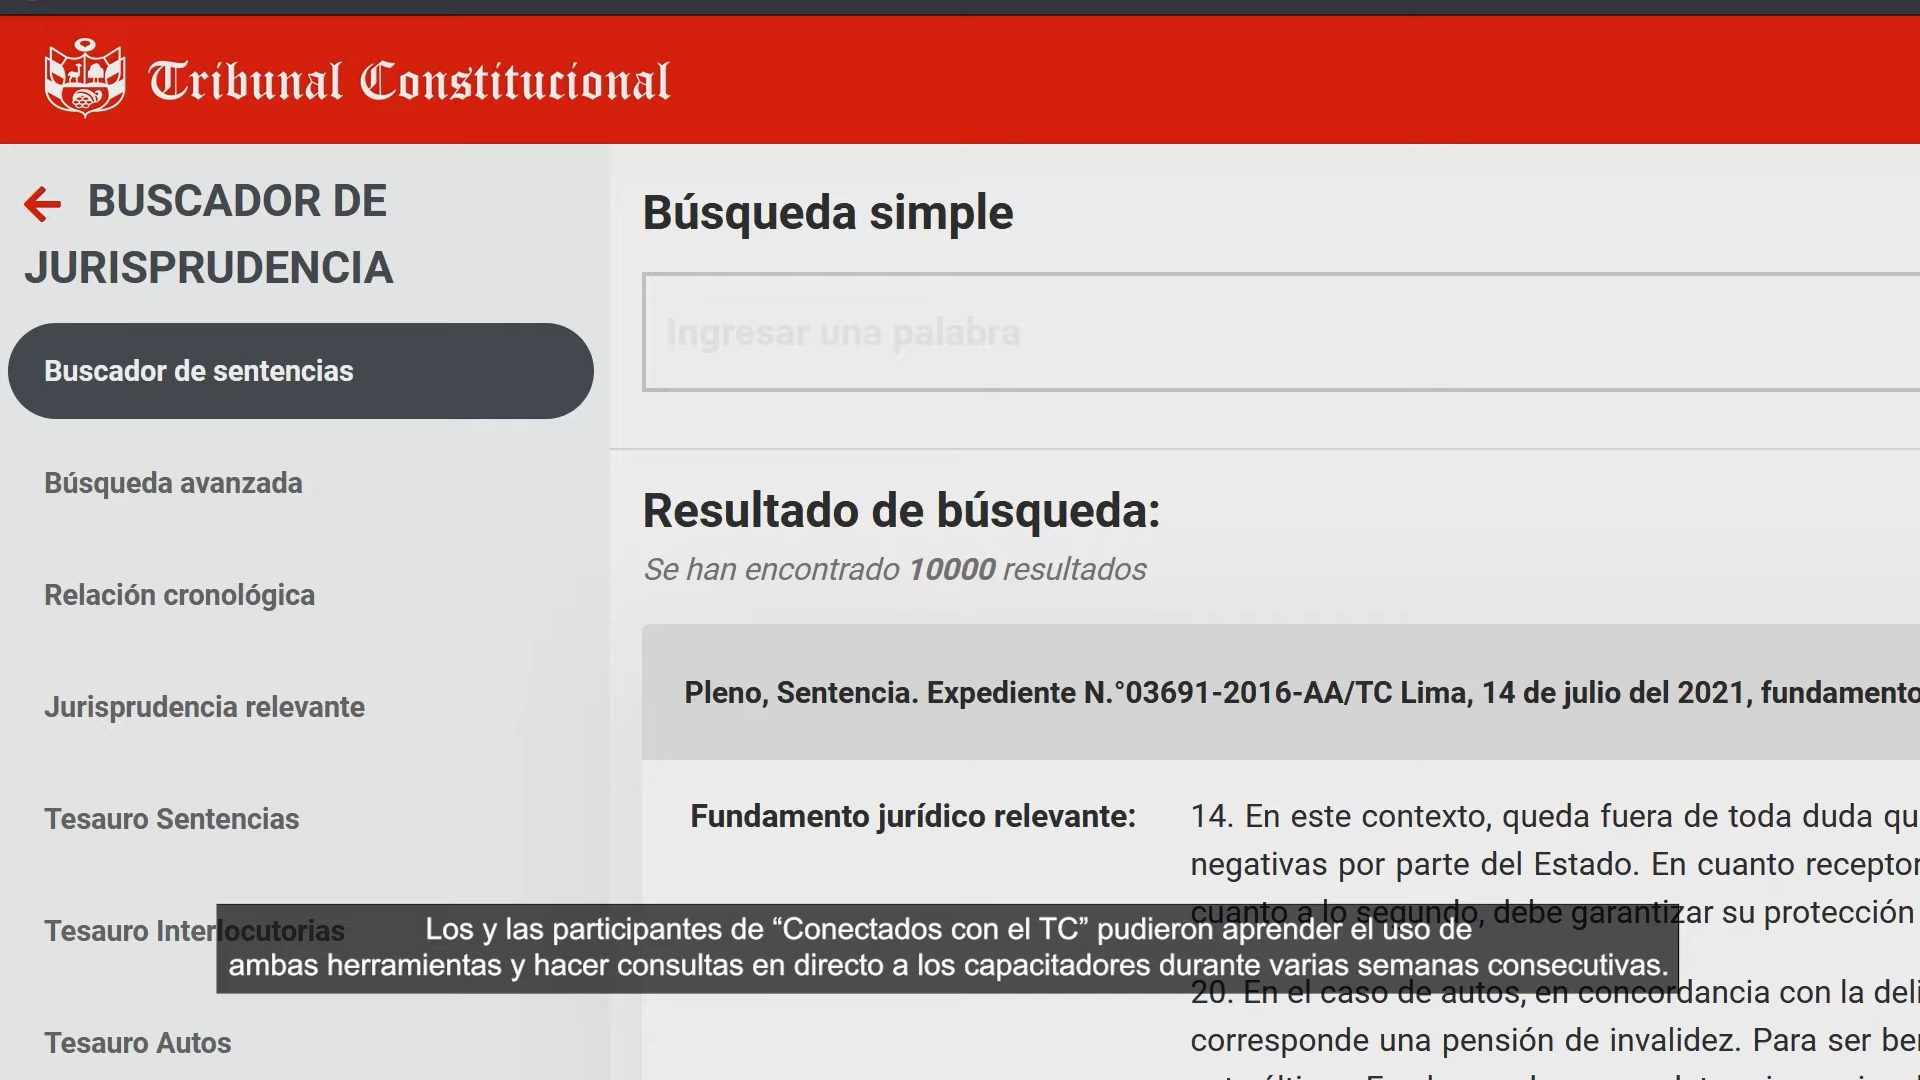 Tribunal Constitucional
BUSCADOR DE
JURISPRUDENCIA
Buscador de sentencias
Búsqueda avanzada
Relación cronológica
Jurisprudencia relevante
Tesauro Sentencias
Tesauro Interlocutorias
Tesauro Autos
Búsqueda simple
Ingresar una palabra
Resultado de búsqueda:
Se han encontrado 10000 resultados
Pleno, Sentencia. Expediente N.°03691-2016-AA/TC Lima, 14 de julio del 2021, fundamento
Fundamento jurídico relevante:
14. En este contexto, queda fuera de toda duda qu
negativas por parte del Estado. En cuanto receptor
cuanto a lo segundo, debe garantizar su protección
20. En el caso de autos, en concordancia con la deli
corresponde una pensión de invalidez. Para ser ber
Los y las participantes de “Conectados con el TC” pudieron aprender el uso de
ambas herramientas y hacer consultas en directo a los capacitadores durante varias semanas consecutivas.